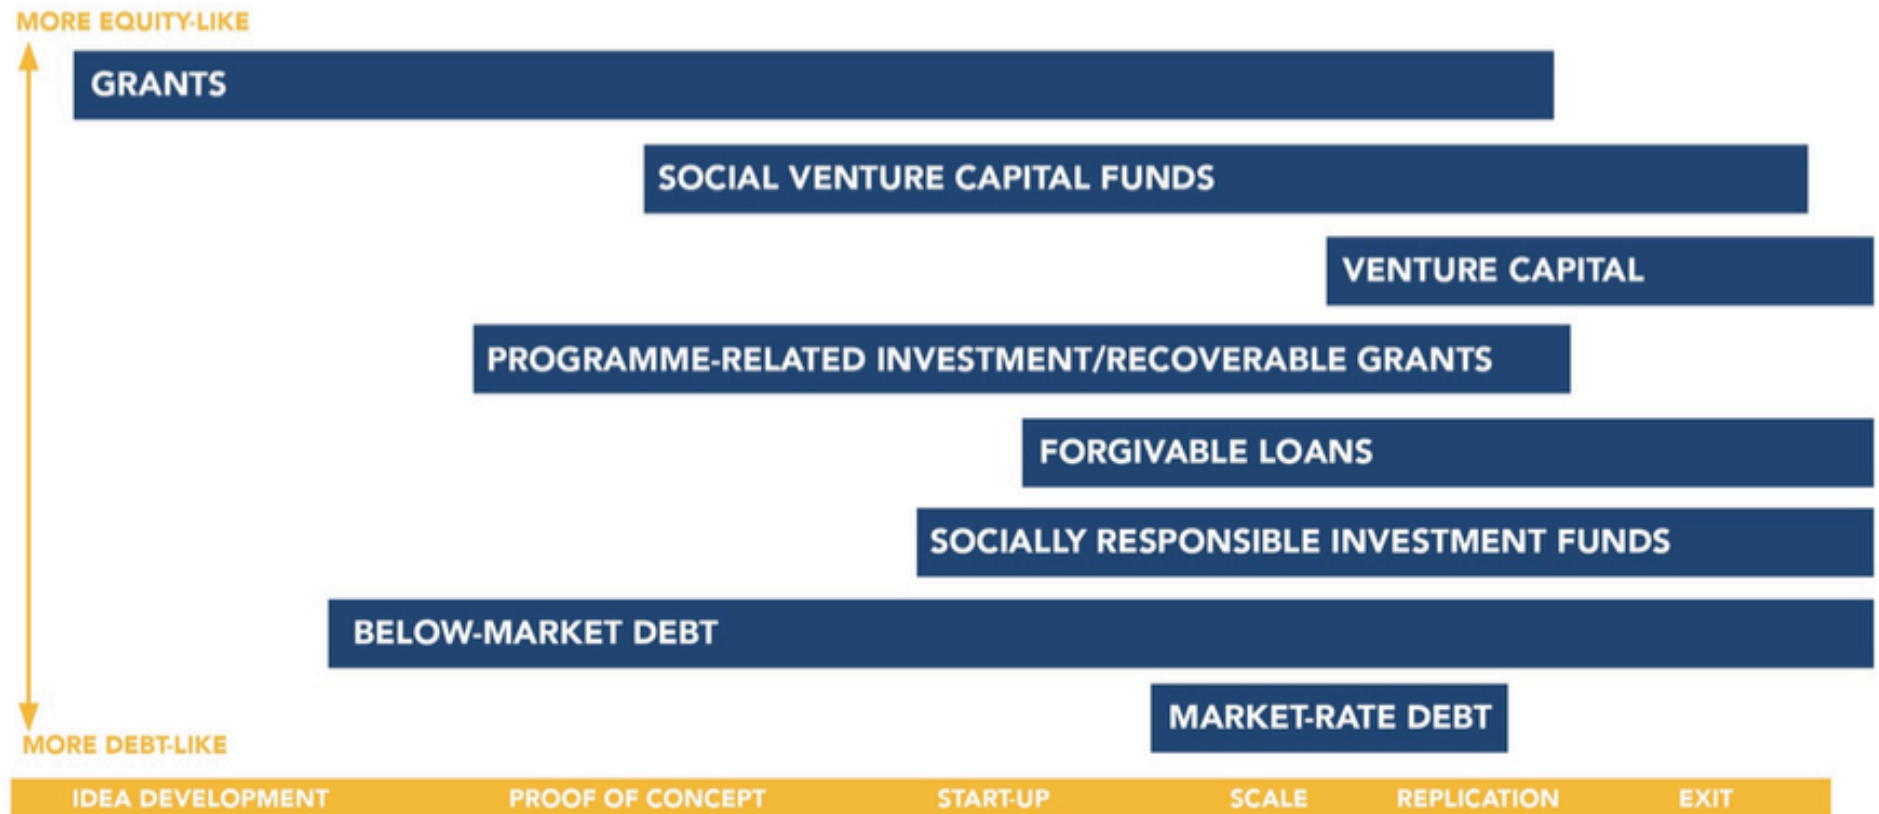 MORE EQUITY-LIKE
GRANTS
SOCIAL VENTURE CAPITAL FUNDS
VENTURE CAPITAL
PROGRAMME-RELATED INVESTMENT/RECOVERABLE GRANTS
FORGIVABLE LOANS
SOCIALLY RESPONSIBLE INVESTMENT FUNDS
BELOW-MARKET DEBT
MARKET-RATE DEBT
MORE DEBT-LIKE
IDEA DEVELOPMENT PROOF OF CONCEPT START-UP SCALE REPLICATION EXIT